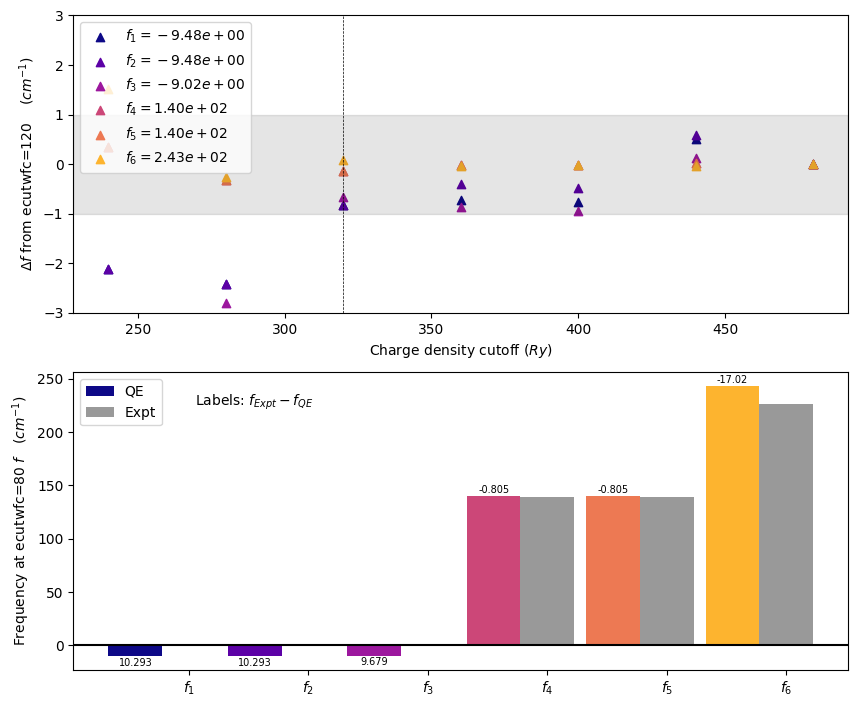 3
2
1
0
−1
−2
−3
Δf from ecutwfc=120 (cm⁻¹)
f₁ = −9.48e+00
f₂ = −9.48e+00
f₃ = −9.02e+00
f₄ = 1.40e+02
f₅ = 1.40e+02
f₆ = 2.43e+02
250 300 350 400 450
Charge density cutoff (Ry)
250
200
150
100
50
0
Frequency at ecutwfc=80 f (cm⁻¹)
QE
Expt
Labels: f_Expt − f_QE
10.293 10.293 9.679 -0.805 -0.805 -17.02
f₁ f₂ f₃ f₄ f₅ f₆